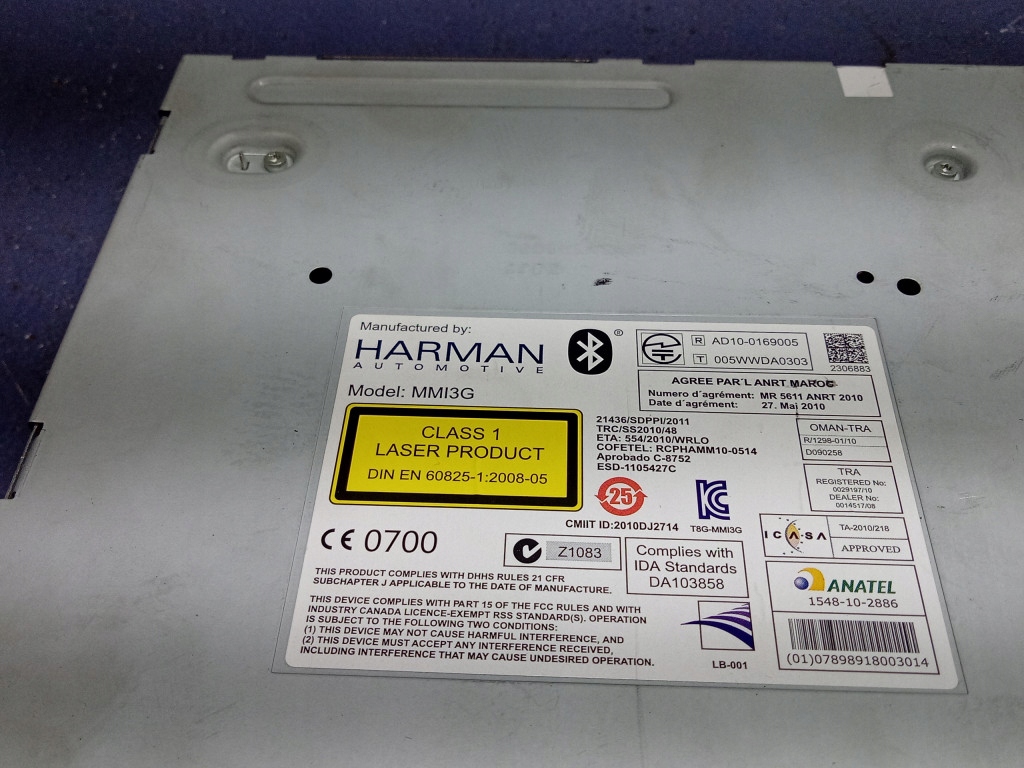 Manufactured by:
HARMAN
AUTOMOTIVE
Model: MMI3G
CLASS 1
LASER PRODUCT
DIN EN 60825-1:2008-05
R AD10-0169005
T 005WWDA0303
2306883
AGREE PAR´L ANRT MAROC
Numero d´agrément: MR 5611 ANRT 2010
Date d´agrément: 27. Mai 2010
21436/SDPPI/2011
TRC/SS2010/48
ETA: 554/2010/WRLO
COFETEL: RCPHAMM10-0514
Aprobado C-8752
ESD-1105427C
OMAN-TRA
R/1298-01/10
D090258
TRA
REGISTERED No:
0029197/10
DEALER No:
0014517/08
25
CMIIT ID:2010DJ2714
T8G-MMI3G
ICASA
TA-2010/218
APPROVED
CE 0700
Z1083
Complies with
IDA Standards
DA103858
ANATEL
1548-10-2886
(01)07898918003014
THIS PRODUCT COMPLIES WITH DHHS RULES 21 CFR
SUBCHAPTER J APPLICABLE TO THE DATE OF MANUFACTURE.
THIS DEVICE COMPLIES WITH PART 15 OF THE FCC RULES AND WITH
INDUSTRY CANADA LICENCE-EXEMPT RSS STANDARD(S). OPERATION
IS SUBJECT TO THE FOLLOWING TWO CONDITIONS:
(1) THIS DEVICE MAY NOT CAUSE HARMFUL INTERFERENCE, AND
(2) THIS DEVICE MUST ACCEPT ANY INTERFERENCE RECEIVED,
INCLUDING INTERFERENCE THAT MAY CAUSE UNDESIRED OPERATION.
LB-001